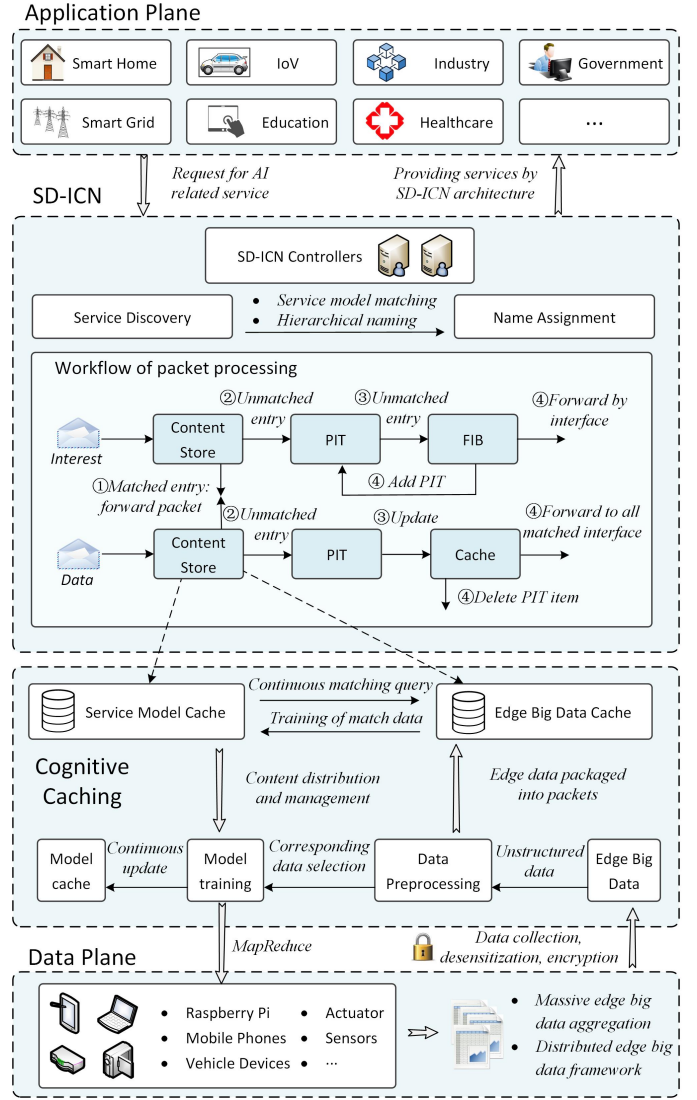 Application Plane
Smart Home
IoV
Industry
Government
Smart Grid
Education
Healthcare
...
Request for AI
related service
Providing services by
SD-ICN architecture
SD-ICN
SD-ICN Controllers
Service Discovery
• Service model matching
• Hierarchical naming
Name Assignment
Workflow of packet processing
Interest
Content
Store
②Unmatched
entry
PIT
③Unmatched
entry
FIB
④Forward by
interface
④ Add PIT
①Matched entry:
forward packet
Data
Content
Store
②Unmatched
entry
PIT
③Update
Cache
④Forward to all
matched interface
④Delete PIT item
Service Model Cache
Continuous matching query
Training of match data
Edge Big Data Cache
Cognitive
Caching
Content distribution
and management
Edge data packaged
into packets
Model
cache
Continuous
update
Model
training
Corresponding
data selection
Data
Preprocessing
Unstructured
data
Edge Big
Data
MapReduce
Data collection,
desensitization, encryption
Data Plane
• Raspberry Pi
• Mobile Phones
• Vehicle Devices
• Actuator
• Sensors
• ...
• Massive edge big
data aggregation
• Distributed edge big
data framework